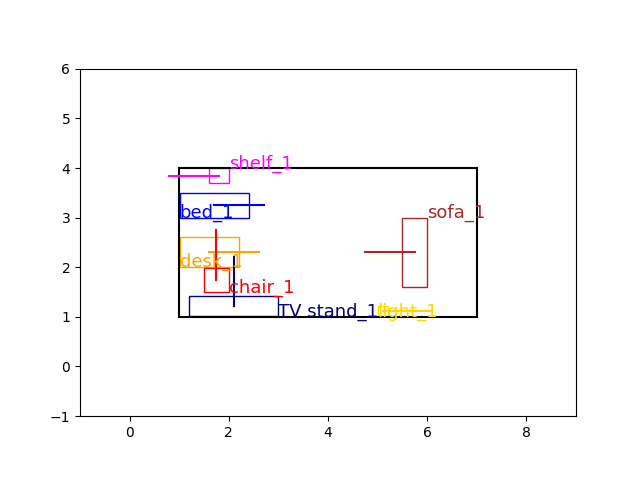 6
5
4
3
2
1
0
−1
0
2
4
6
8
shelf_1
bed_1
sofa_1
desk_1
chair_1
TV stand_1
light_1